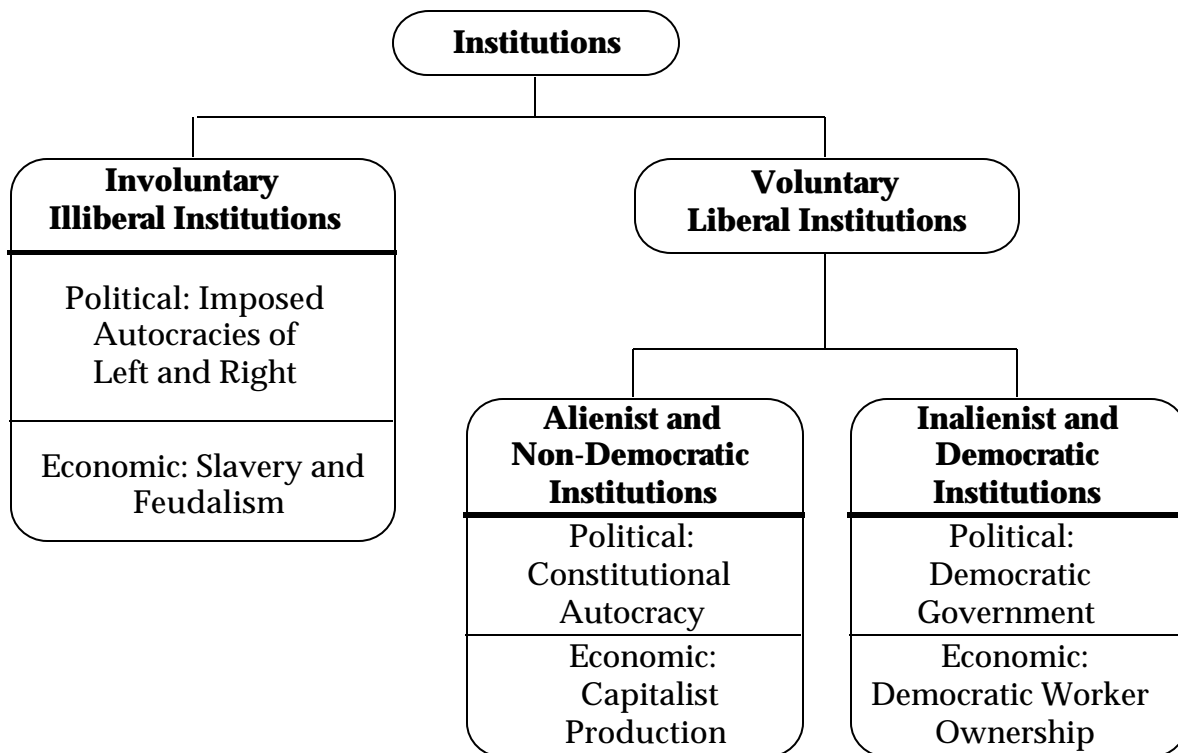 Institutions
Involuntary
Illiberal Institutions
Political: Imposed
Autocracies of
Left and Right
Economic: Slavery and
Feudalism
Voluntary
Liberal Institutions
Alienist and
Non-Democratic
Institutions
Political:
Constitutional
Autocracy
Economic:
Capitalist
Production
Inalienist and
Democratic
Institutions
Political:
Democratic
Government
Economic:
Democratic Worker
Ownership